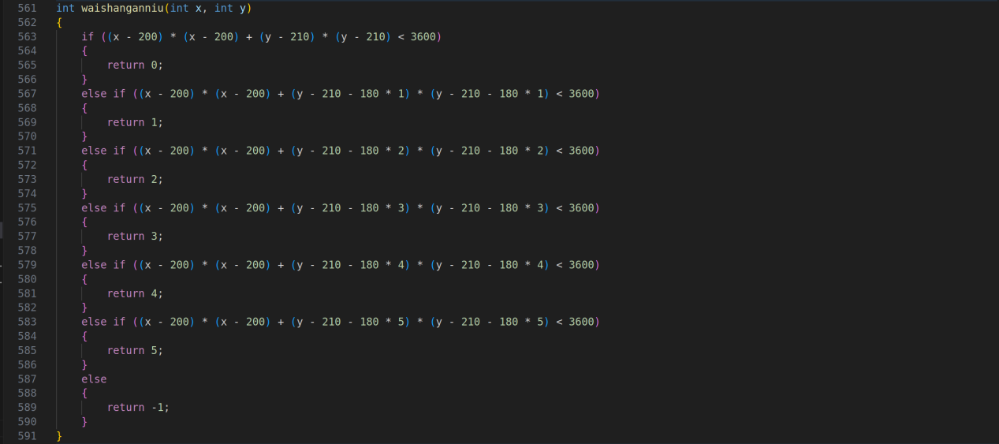 561 int waishanganniu(int x, int y)
562 {
563     if ((x - 200) * (x - 200) + (y - 210) * (y - 210) < 3600)
564     {
565         return 0;
566     }
567     else if ((x - 200) * (x - 200) + (y - 210 - 180 * 1) * (y - 210 - 180 * 1) < 3600)
568     {
569         return 1;
570     }
571     else if ((x - 200) * (x - 200) + (y - 210 - 180 * 2) * (y - 210 - 180 * 2) < 3600)
572     {
573         return 2;
574     }
575     else if ((x - 200) * (x - 200) + (y - 210 - 180 * 3) * (y - 210 - 180 * 3) < 3600)
576     {
577         return 3;
578     }
579     else if ((x - 200) * (x - 200) + (y - 210 - 180 * 4) * (y - 210 - 180 * 4) < 3600)
580     {
581         return 4;
582     }
583     else if ((x - 200) * (x - 200) + (y - 210 - 180 * 5) * (y - 210 - 180 * 5) < 3600)
584     {
585         return 5;
586     }
587     else
588     {
589         return -1;
590     }
591 }